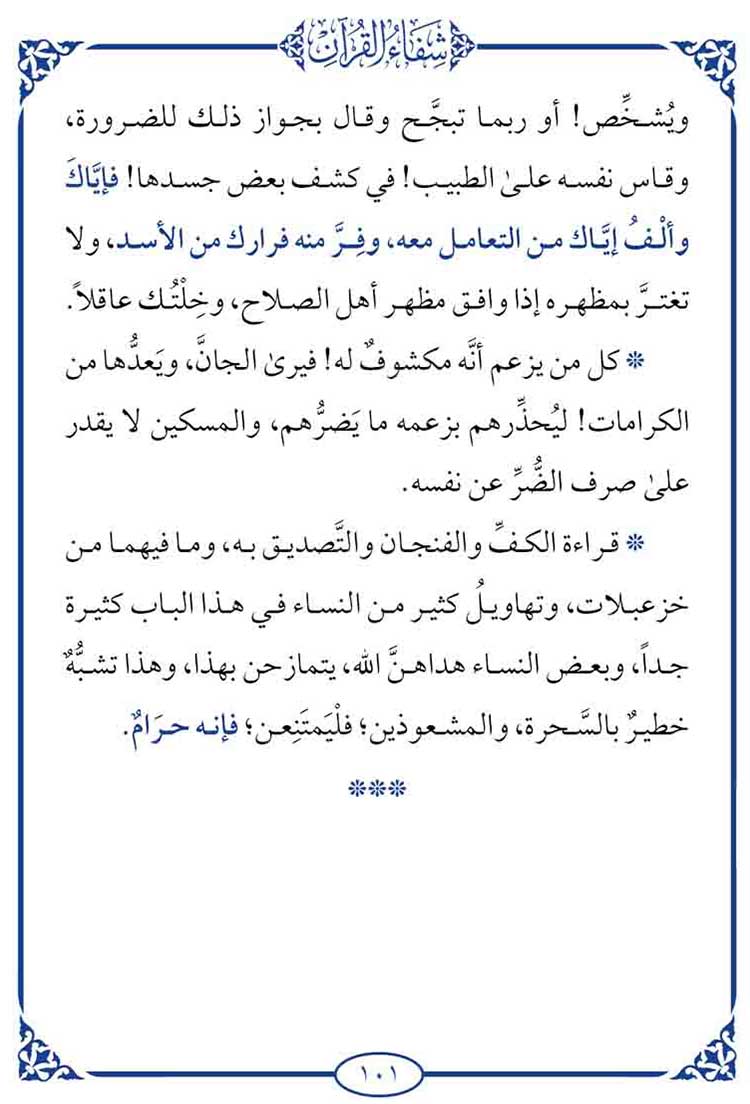 شِفَاءُ القُرآن
ويُشخِّص! أو ربما تبجَّح وقال بجواز ذلك للضرورة،
وقاس نفسه علىٰ الطبيب! في كشف بعض جسدها! فإيَّاكَ
وألْفُ إيَّاك من التعامل معه، وفِرَّ منه فرارك من الأسد، ولا
تغترَّ بمظهره إذا وافق مظهر أهل الصلاح، وخِلْتُك عاقلاً.
❊ كل من يزعم أنَّه مكشوفٌ له! فيرىٰ الجانَّ، ويَعدُّها من
الكرامات! ليُحذِّرهم بزعمه ما يَضرُّهم، والمسكين لا يقدر
علىٰ صرف الضُّرِّ عن نفسه.
❊ قراءة الكفِّ والفنجان والتَّصديق به، وما فيهما من
خزعبلات، وتهاويلُ كثير من النساء في هذا الباب كثيرة
جداً، وبعض النساء هداهنَّ الله، يتمازحن بهذا، وهذا تشبُّهٌ
خطيرٌ بالسَّحرة، والمشعوذين؛ فلْيَمتَنِعن؛ فإنه حرَامٌ.
❊❊❊
١٠١